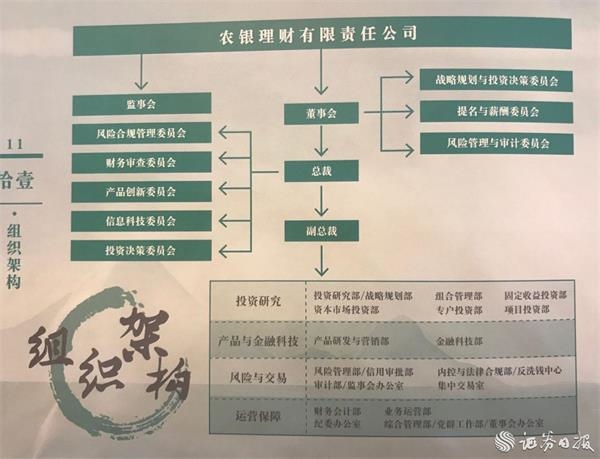 农银理财有限责任公司
监事会
董事会
战略规划与投资决策委员会
提名与薪酬委员会
风险管理与审计委员会
风险合规管理委员会
财务审查委员会
总裁
产品创新委员会
信息科技委员会
投资决策委员会
副总裁
11
拾壹
·组织架构
组织架构
投资研究
投资研究部/战略规划部 组合管理部 固定收益投资部
资本市场投资部 专户投资部 项目投资部
产品与金融科技
产品研发与营销部 金融科技部
风险与交易
风险管理部/信用审批部 内控与法律合规部/反洗钱中心
审计部/监事会办公室 集中交易室
运营保障
财务会计部 业务运营部
纪委办公室 综合管理部/党群工作部/董事会办公室
证券日报